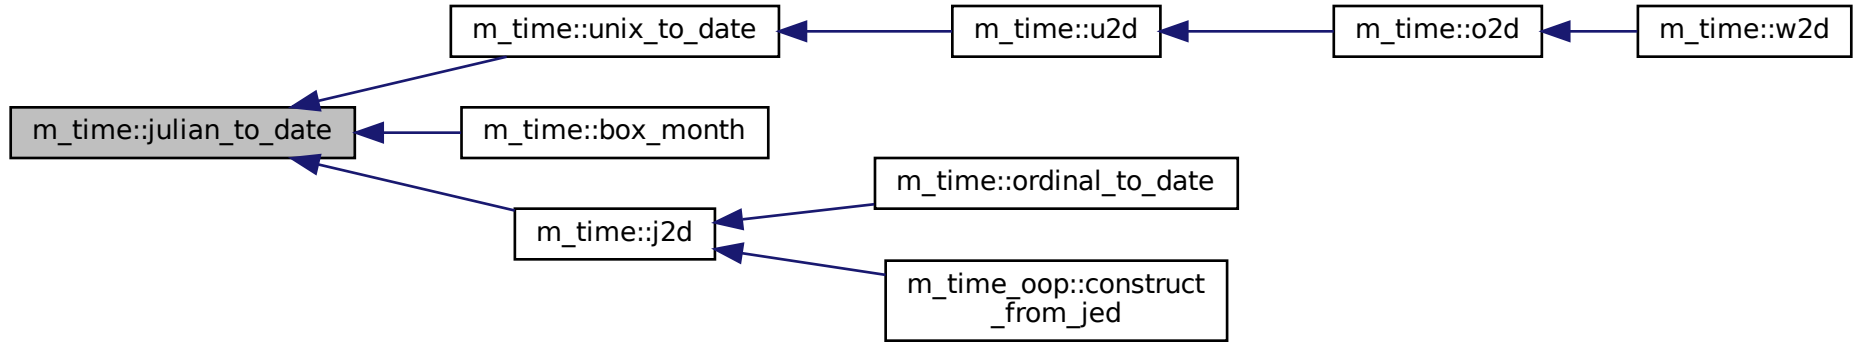 m_time::unix_to_date
m_time::u2d
m_time::o2d
m_time::w2d
m_time::julian_to_date
m_time::box_month
m_time::ordinal_to_date
m_time::j2d
m_time_oop::construct
_from_jed